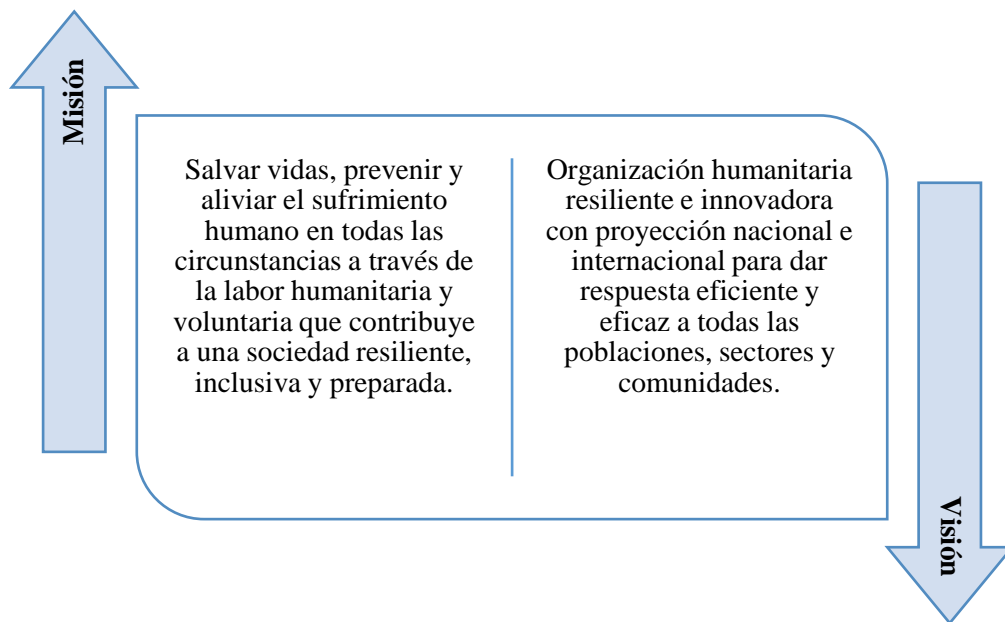 Misión
Salvar vidas, prevenir y
aliviar el sufrimiento
humano en todas las
circunstancias a través de
la labor humanitaria y
voluntaria que contribuye
a una sociedad resiliente,
inclusiva y preparada.
Organización humanitaria
resiliente e innovadora
con proyección nacional e
internacional para dar
respuesta eficiente y
eficaz a todas las
poblaciones, sectores y
comunidades.
Visión